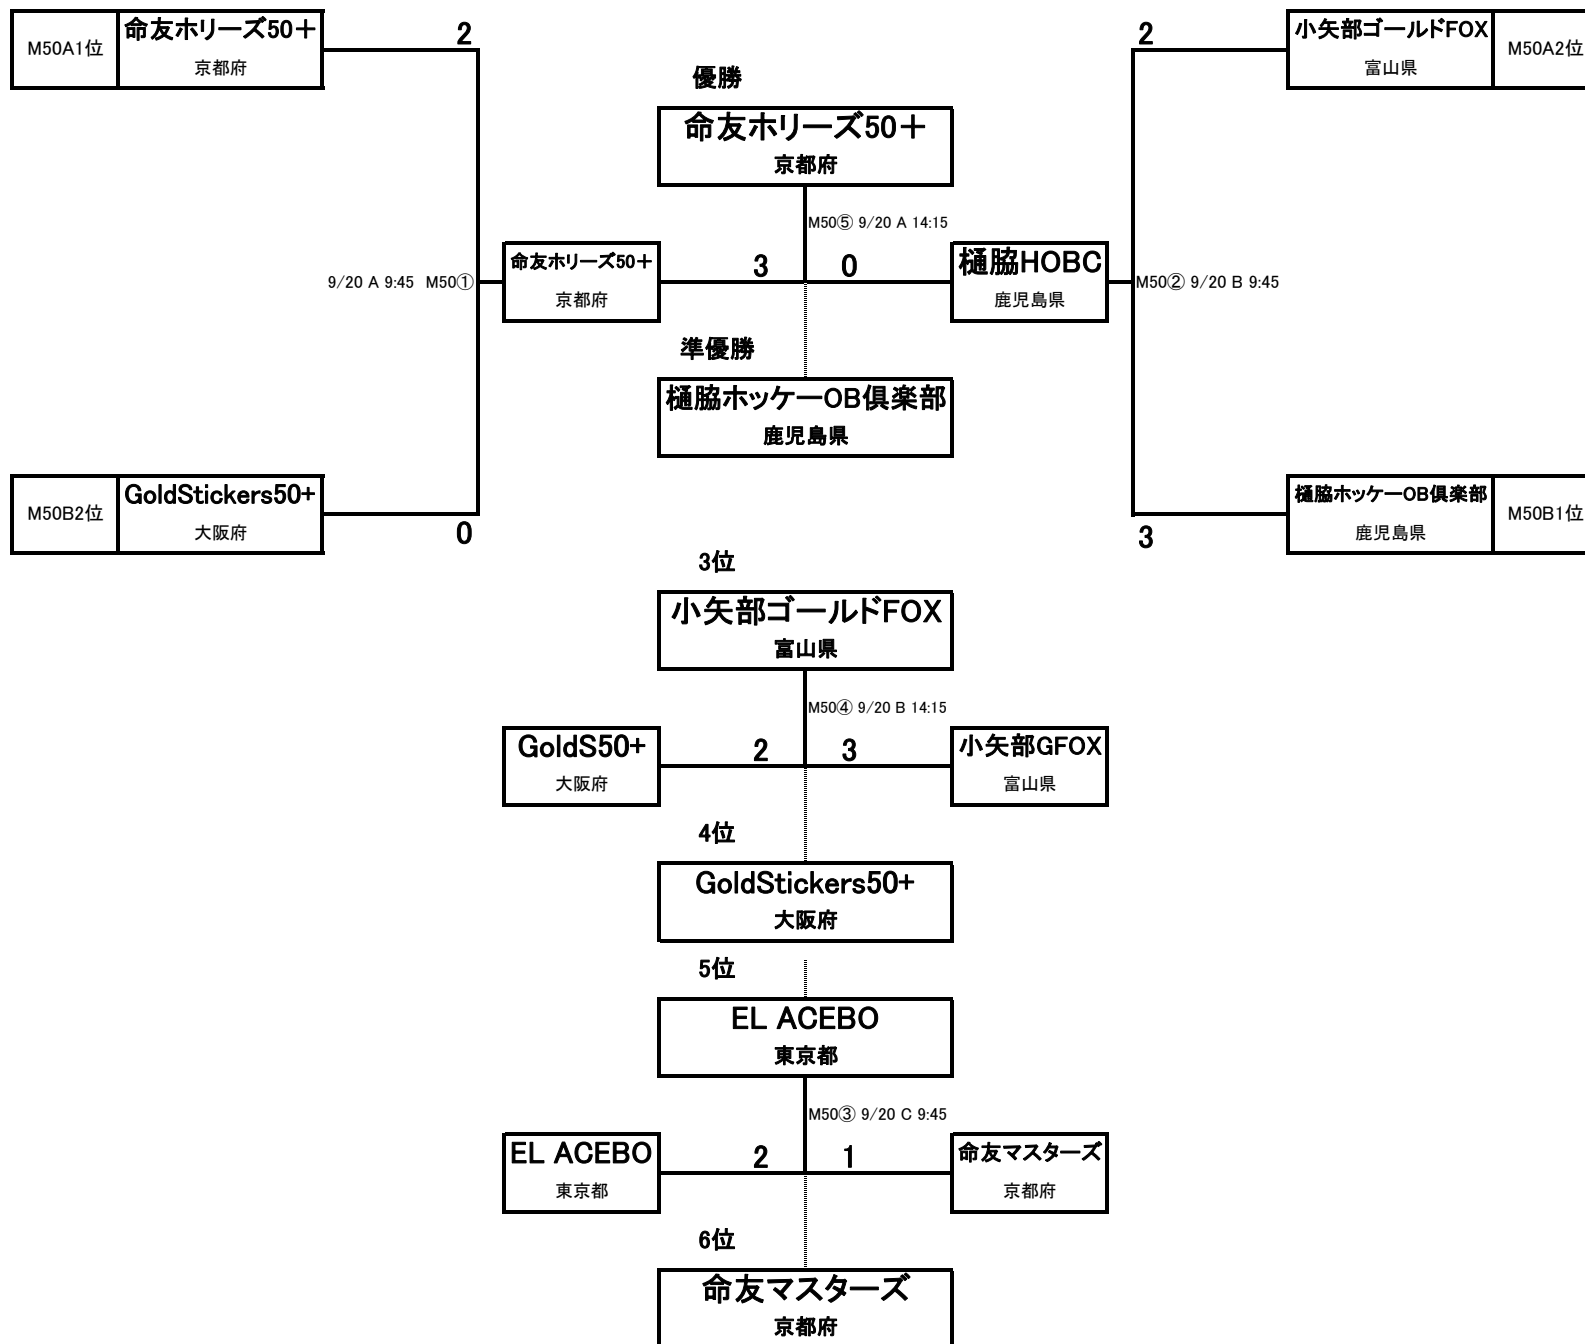 M50A1位
命友ホリーズ50＋
京都府
2
2
小矢部ゴールドFOX
富山県
M50A2位
優勝
命友ホリーズ50＋
京都府
M50⑤ 9/20 A 14:15
9/20 A 9:45 M50①
命友ホリーズ50＋
京都府
3
0
樋脇HOBC
鹿児島県
M50② 9/20 B 9:45
準優勝
樋脇ホッケーOB倶楽部
鹿児島県
M50B2位
GoldStickers50+
大阪府
0
3
樋脇ホッケーOB倶楽部
鹿児島県
M50B1位
3位
小矢部ゴールドFOX
富山県
M50④ 9/20 B 14:15
GoldS50+
大阪府
2
3
小矢部GFOX
富山県
4位
GoldStickers50+
大阪府
5位
EL ACEBO
東京都
M50③ 9/20 C 9:45
EL ACEBO
東京都
2
1
命友マスターズ
京都府
6位
命友マスターズ
京都府